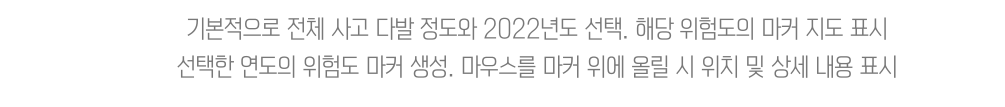 기본적으로 전체 사고 다발 정도와 2022년도 선택. 해당 위험도의 마커 지도 표시
선택한 연도의 위험도 마커 생성. 마우스를 마커 위에 올릴 시 위치 및 상세 내용 표시